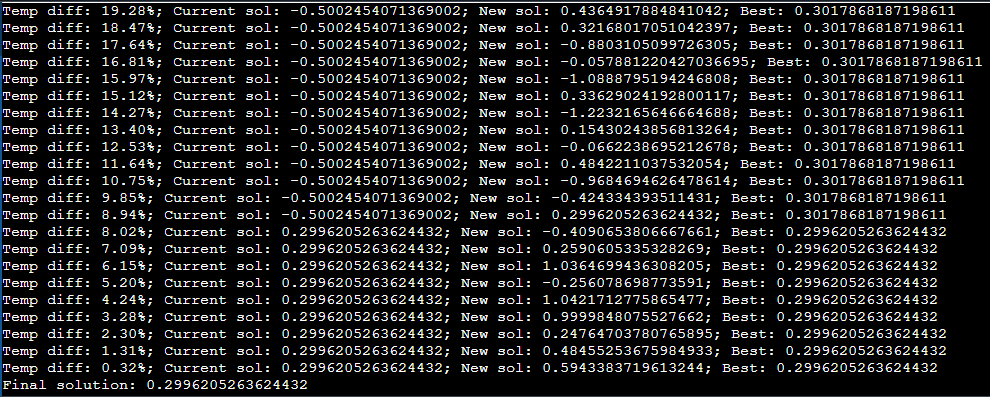 Temp diff: 19.28%; Current sol: -0.5002454071369002; New sol: 0.4364917884841042; Best: 0.3017868187198611
Temp diff: 18.47%; Current sol: -0.5002454071369002; New sol: 0.32168017051042397; Best: 0.3017868187198611
Temp diff: 17.64%; Current sol: -0.5002454071369002; New sol: -0.8803105099726305; Best: 0.3017868187198611
Temp diff: 16.81%; Current sol: -0.5002454071369002; New sol: -0.057881220427036695; Best: 0.3017868187198611
Temp diff: 15.97%; Current sol: -0.5002454071369002; New sol: -1.0888795194246808; Best: 0.3017868187198611
Temp diff: 15.12%; Current sol: -0.5002454071369002; New sol: 0.33629024192800117; Best: 0.3017868187198611
Temp diff: 14.27%; Current sol: -0.5002454071369002; New sol: -1.2232165646664688; Best: 0.3017868187198611
Temp diff: 13.40%; Current sol: -0.5002454071369002; New sol: 0.15430243856813264; Best: 0.3017868187198611
Temp diff: 12.53%; Current sol: -0.5002454071369002; New sol: -0.0662238695212678; Best: 0.3017868187198611
Temp diff: 11.64%; Current sol: -0.5002454071369002; New sol: 0.4842211037532054; Best: 0.3017868187198611
Temp diff: 10.75%; Current sol: -0.5002454071369002; New sol: -0.9684694626478614; Best: 0.3017868187198611
Temp diff: 9.85%; Current sol: -0.5002454071369002; New sol: -0.424334393511431; Best: 0.3017868187198611
Temp diff: 8.94%; Current sol: -0.5002454071369002; New sol: 0.2996205263624432; Best: 0.3017868187198611
Temp diff: 8.02%; Current sol: 0.2996205263624432; New sol: -0.4090653806667661; Best: 0.2996205263624432
Temp diff: 7.09%; Current sol: 0.2996205263624432; New sol: 0.2590605335328269; Best: 0.2996205263624432
Temp diff: 6.15%; Current sol: 0.2996205263624432; New sol: 1.0364699436308205; Best: 0.2996205263624432
Temp diff: 5.20%; Current sol: 0.2996205263624432; New sol: -0.256078698773591; Best: 0.2996205263624432
Temp diff: 4.24%; Current sol: 0.2996205263624432; New sol: 1.0421712775865477; Best: 0.2996205263624432
Temp diff: 3.28%; Current sol: 0.2996205263624432; New sol: 0.9999848075527662; Best: 0.2996205263624432
Temp diff: 2.30%; Current sol: 0.2996205263624432; New sol: 0.24764703780765895; Best: 0.2996205263624432
Temp diff: 1.31%; Current sol: 0.2996205263624432; New sol: 0.48455253675984933; Best: 0.2996205263624432
Temp diff: 0.32%; Current sol: 0.2996205263624432; New sol: 0.5943383719613244; Best: 0.2996205263624432
Final solution: 0.2996205263624432